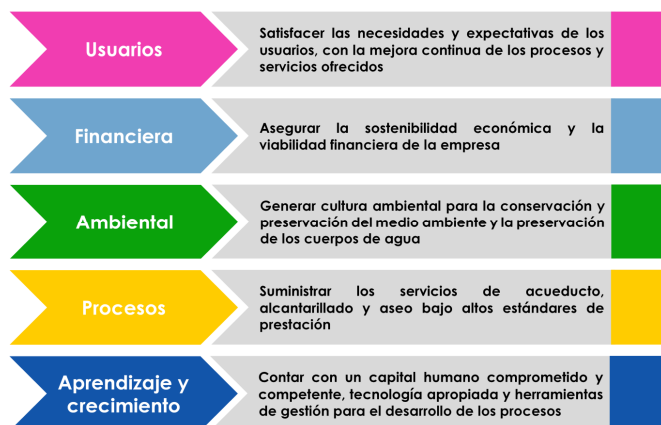 Usuarios
Satisfacer las necesidades y expectativas de los
usuarios, con la mejora continua de los procesos y
servicios ofrecidos
Financiera
Asegurar la sostenibilidad económica y la
viabilidad financiera de la empresa
Ambiental
Generar cultura ambiental para la conservación y
preservación del medio ambiente y la preservación
de los cuerpos de agua
Procesos
Suministrar los servicios de acueducto,
alcantarillado y aseo bajo altos estándares de
prestación
Aprendizaje y
crecimiento
Contar con un capital humano comprometido y
competente, tecnología apropiada y herramientas
de gestión para el desarrollo de los procesos